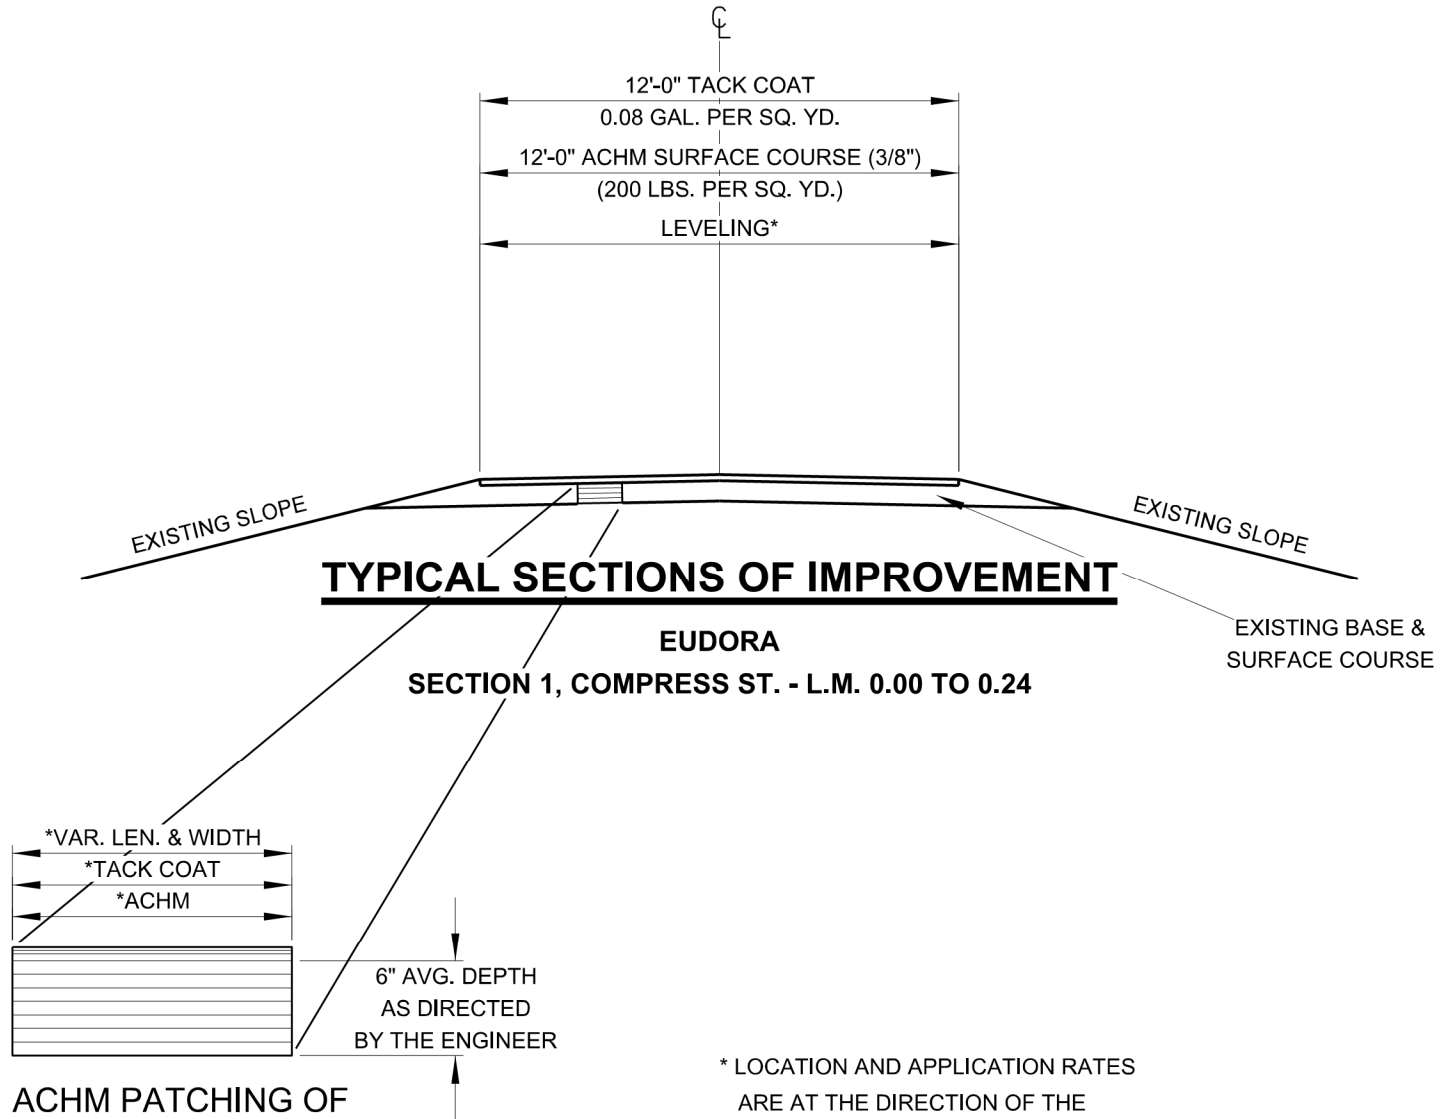 ℄
12'-0" TACK COAT
0.08 GAL. PER SQ. YD.
12'-0" ACHM SURFACE COURSE (3/8")
(200 LBS. PER SQ. YD.)
LEVELING*
EXISTING SLOPE
EXISTING SLOPE
TYPICAL SECTIONS OF IMPROVEMENT
EUDORA
SECTION 1, COMPRESS ST. - L.M. 0.00 TO 0.24
EXISTING BASE &
SURFACE COURSE
*VAR. LEN. & WIDTH
*TACK COAT
*ACHM
6" AVG. DEPTH
AS DIRECTED
BY THE ENGINEER
ACHM PATCHING OF
* LOCATION AND APPLICATION RATES
ARE AT THE DIRECTION OF THE